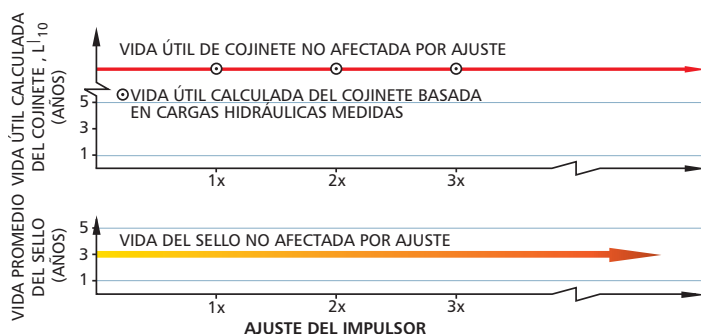 VIDA ÚTIL CALCULADA
DEL COJINETE , L|10
(AÑOS)
VIDA ÚTIL DE COJINETE NO AFECTADA POR AJUSTE
VIDA ÚTIL CALCULADA DEL COJINETE BASADA
EN CARGAS HIDRÁULICAS MEDIDAS
5
3
1
1x 2x 3x
VIDA PROMEDIO
DEL SELLO
(AÑOS)
VIDA DEL SELLO NO AFECTADA POR AJUSTE
5
3
1
1x 2x 3x
AJUSTE DEL IMPULSOR